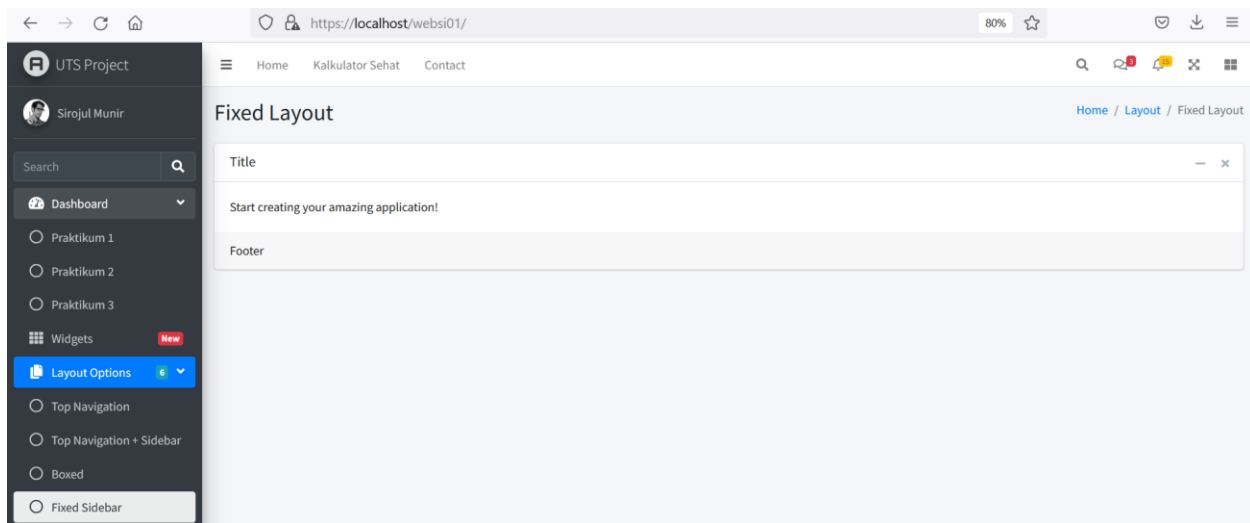 https://localhost/websi01/
80%
UTS Project
Home Kalkulator Sehat Contact
3
15
Sirojul Munir
Fixed Layout
Home / Layout / Fixed Layout
Search
Title
Dashboard
Start creating your amazing application!
Praktikum 1
Footer
Praktikum 2
Praktikum 3
Widgets New
Layout Options 6
Top Navigation
Top Navigation + Sidebar
Boxed
Fixed Sidebar